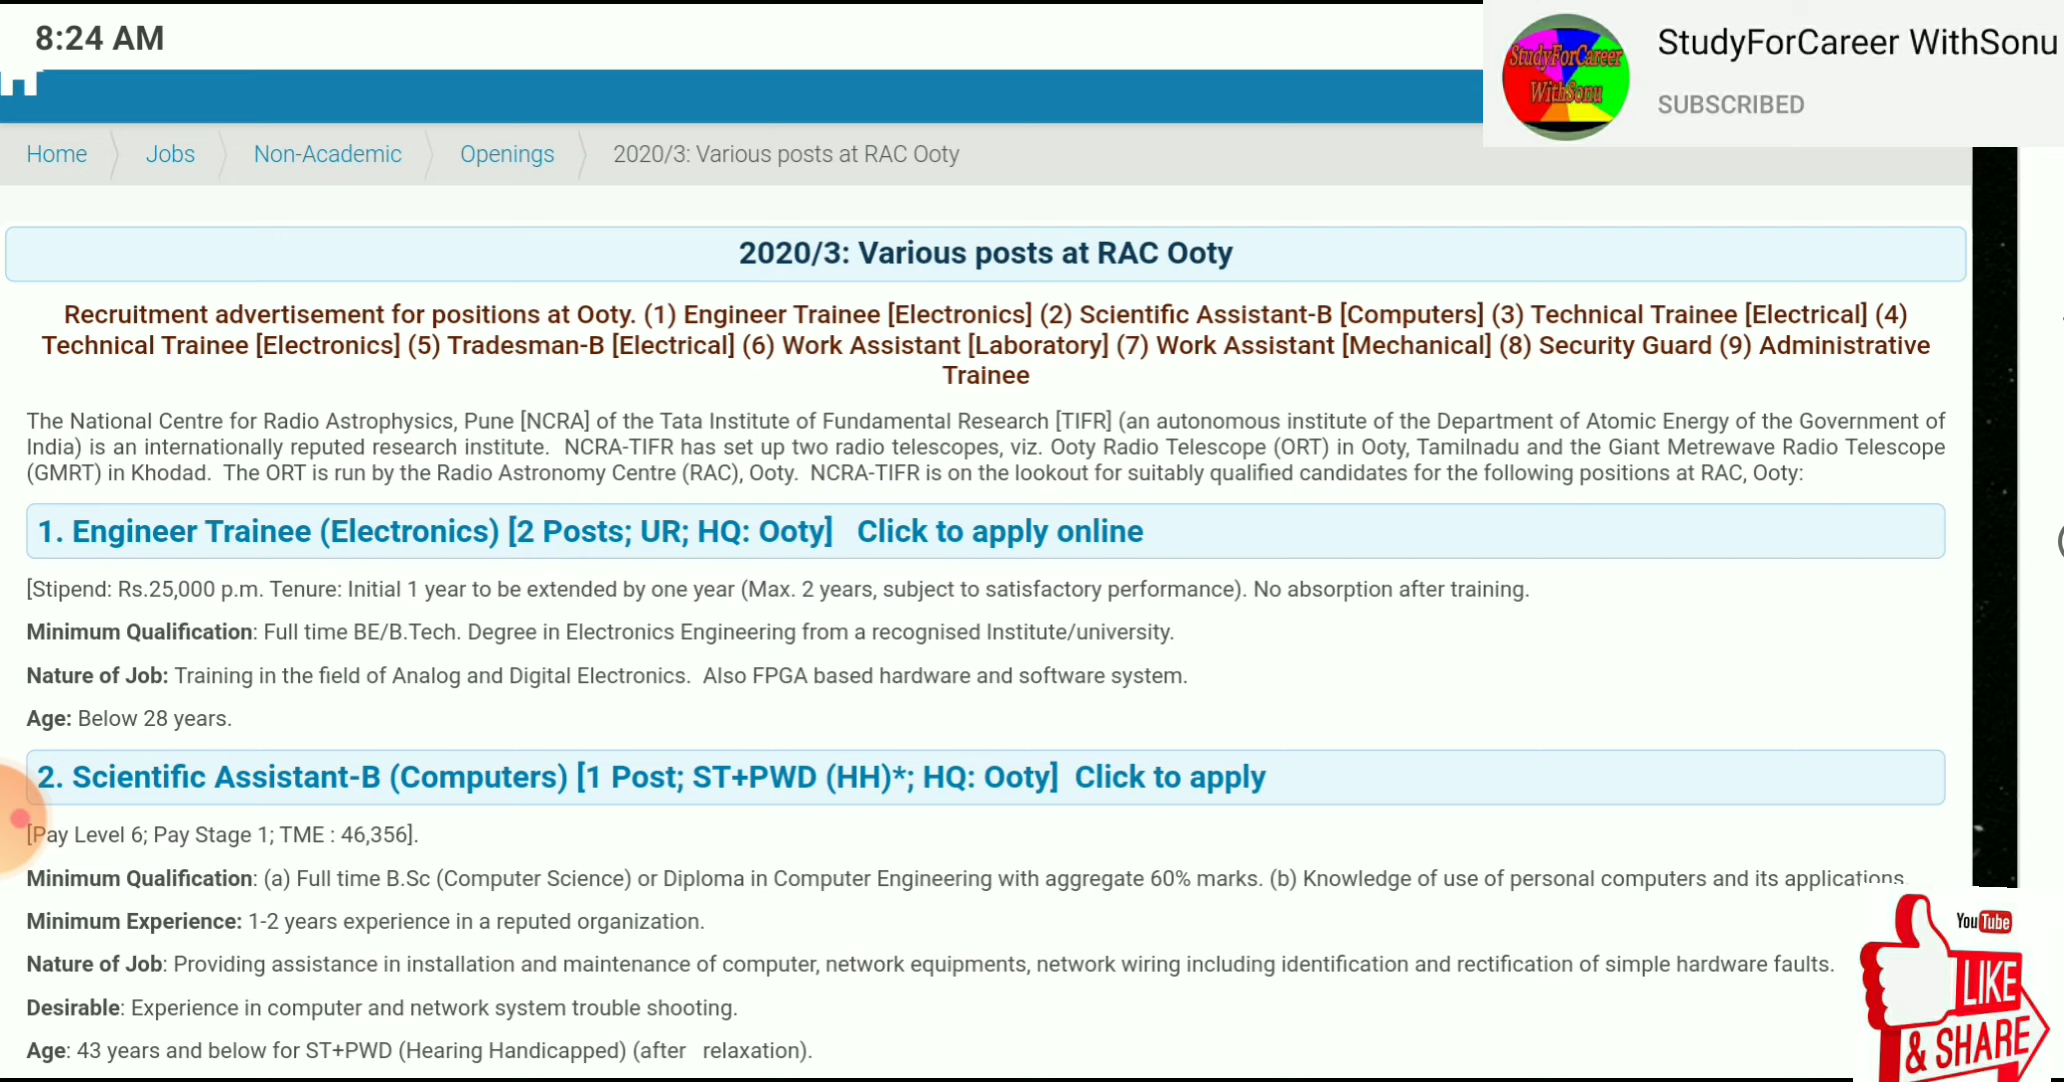 8:24 AM
StudyForCareer
WithSonu
StudyForCareer WithSonu
SUBSCRIBED
Home Jobs Non-Academic Openings 2020/3: Various posts at RAC Ooty
2020/3: Various posts at RAC Ooty
Recruitment advertisement for positions at Ooty. (1) Engineer Trainee [Electronics] (2) Scientific Assistant-B [Computers] (3) Technical Trainee [Electrical] (4)
Technical Trainee [Electronics] (5) Tradesman-B [Electrical] (6) Work Assistant [Laboratory] (7) Work Assistant [Mechanical] (8) Security Guard (9) Administrative
Trainee
The National Centre for Radio Astrophysics, Pune [NCRA] of the Tata Institute of Fundamental Research [TIFR] (an autonomous institute of the Department of Atomic Energy of the Government of
India) is an internationally reputed research institute. NCRA-TIFR has set up two radio telescopes, viz. Ooty Radio Telescope (ORT) in Ooty, Tamilnadu and the Giant Metrewave Radio Telescope
(GMRT) in Khodad. The ORT is run by the Radio Astronomy Centre (RAC), Ooty. NCRA-TIFR is on the lookout for suitably qualified candidates for the following positions at RAC, Ooty:
1. Engineer Trainee (Electronics) [2 Posts; UR; HQ: Ooty] Click to apply online
[Stipend: Rs.25,000 p.m. Tenure: Initial 1 year to be extended by one year (Max. 2 years, subject to satisfactory performance). No absorption after training.
Minimum Qualification: Full time BE/B.Tech. Degree in Electronics Engineering from a recognised Institute/university.
Nature of Job: Training in the field of Analog and Digital Electronics. Also FPGA based hardware and software system.
Age: Below 28 years.
2. Scientific Assistant-B (Computers) [1 Post; ST+PWD (HH)*; HQ: Ooty] Click to apply
[Pay Level 6; Pay Stage 1; TME : 46,356].
Minimum Qualification: (a) Full time B.Sc (Computer Science) or Diploma in Computer Engineering with aggregate 60% marks. (b) Knowledge of use of personal computers and its applications.
Minimum Experience: 1-2 years experience in a reputed organization.
Nature of Job: Providing assistance in installation and maintenance of computer, network equipments, network wiring including identification and rectification of simple hardware faults.
Desirable: Experience in computer and network system trouble shooting.
Age: 43 years and below for ST+PWD (Hearing Handicapped) (after relaxation).
YouTube
LIKE
& SHARE